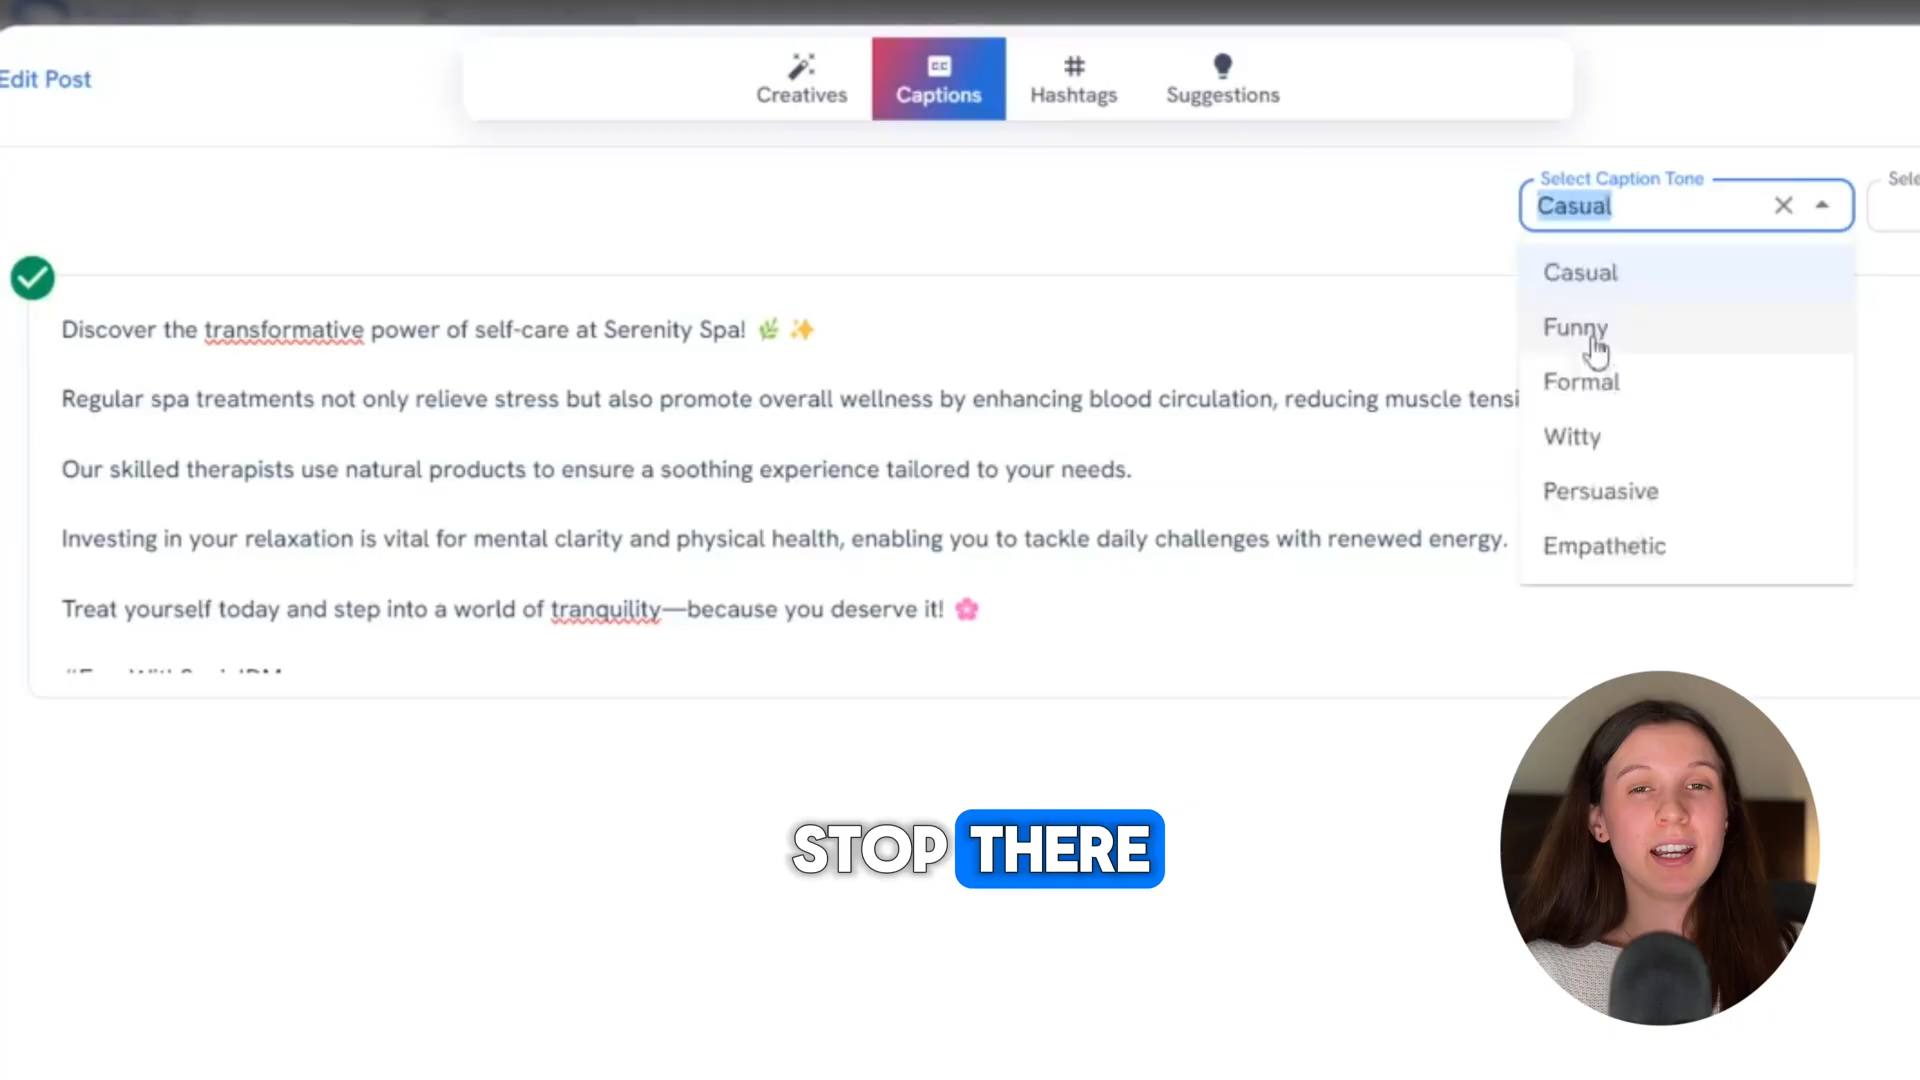 Edit Post
Creatives
CC
Captions
#
Hashtags
Suggestions
Select Caption Tone
Casual
Casual
Funny
Formal
Witty
Persuasive
Empathetic
Discover the transformative power of self-care at Serenity Spa! 🌿 ✨
Regular spa treatments not only relieve stress but also promote overall wellness by enhancing blood circulation, reducing muscle tensi
Our skilled therapists use natural products to ensure a soothing experience tailored to your needs.
Investing in your relaxation is vital for mental clarity and physical health, enabling you to tackle daily challenges with renewed energy.
Treat yourself today and step into a world of tranquility—because you deserve it! 🌸
STOP THERE